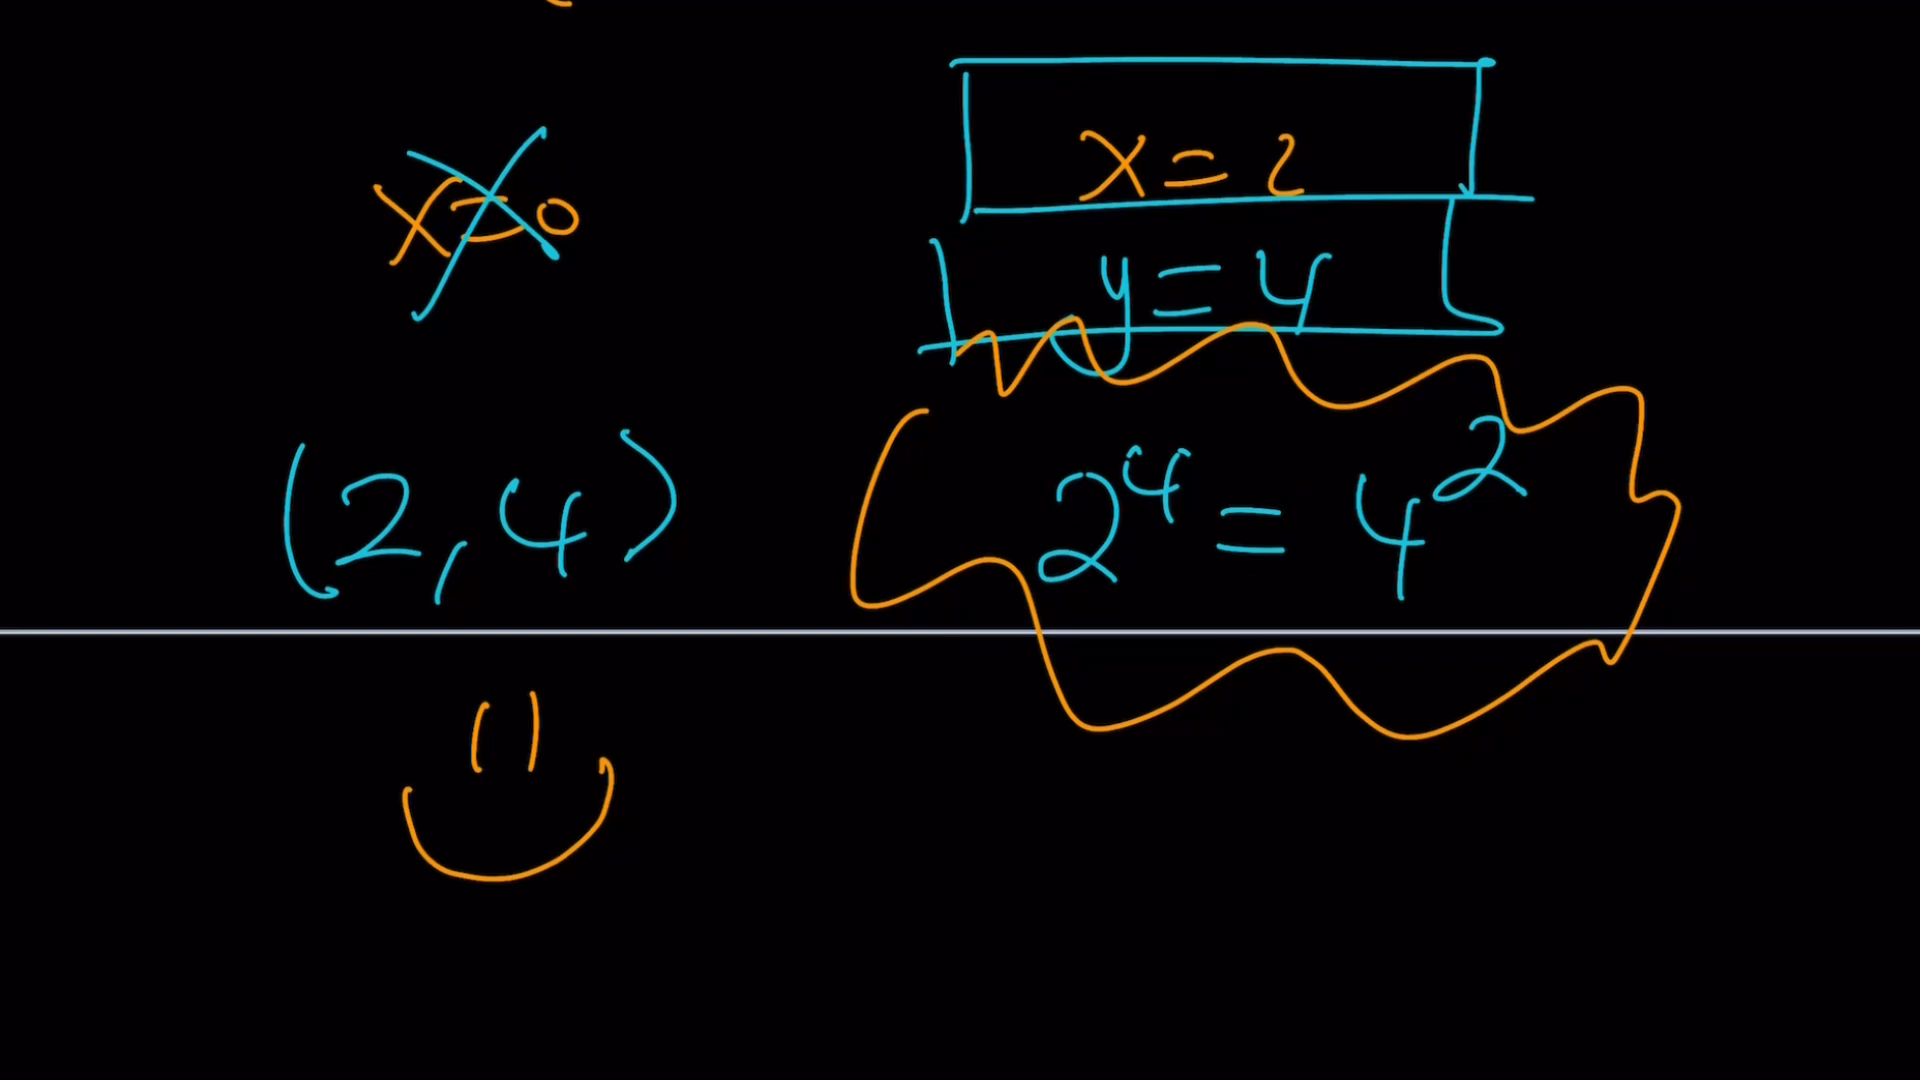 x = 0
x = 2
y = 4
(2, 4)
2⁴ = 4²